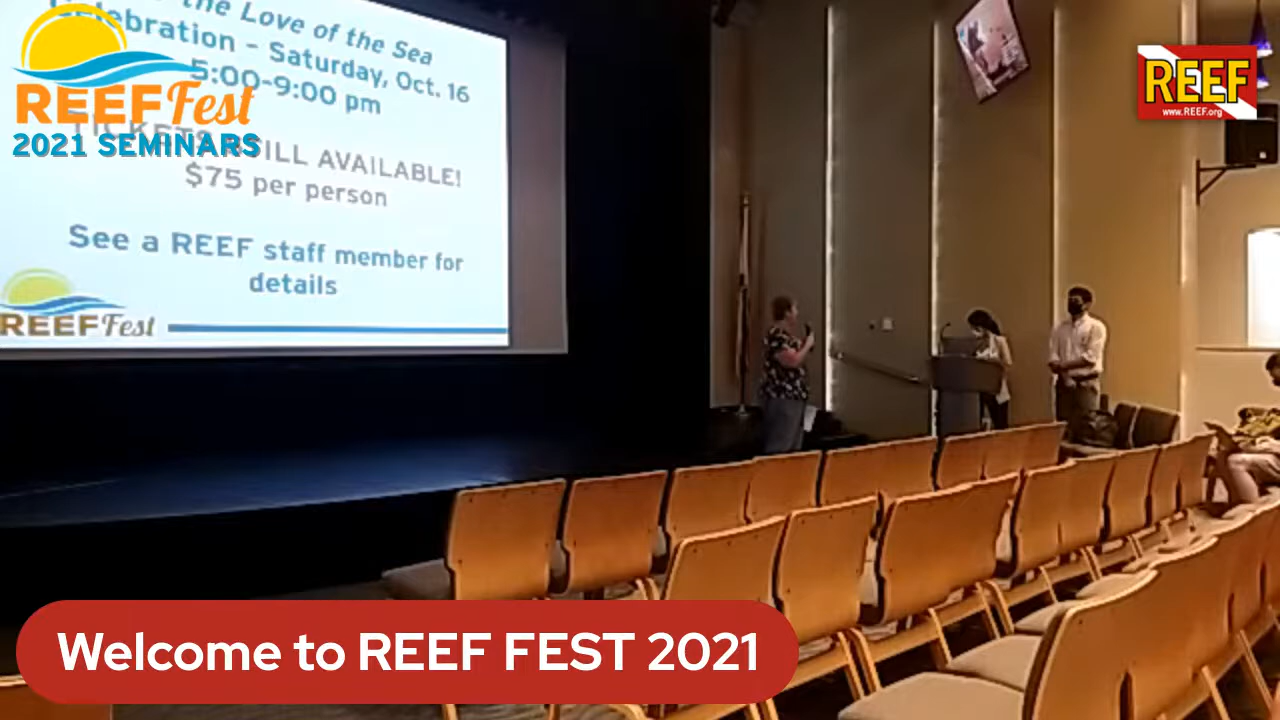 the Love of the Sea
Celebration - Saturday, Oct. 16
5:00-9:00 pm
TICKETS STILL AVAILABLE!
$75 per person
See a REEF staff member for
details
REEF Fest
REEF Fest
2021 SEMINARS
REEF
www.REEF.org
Welcome to REEF FEST 2021